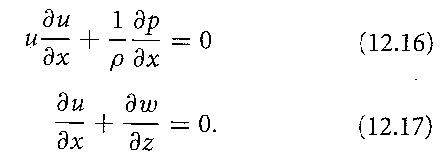 u ∂u/∂x + 1/ρ ∂p/∂x = 0 (12.16)
∂u/∂x + ∂w/∂z = 0. (12.17)